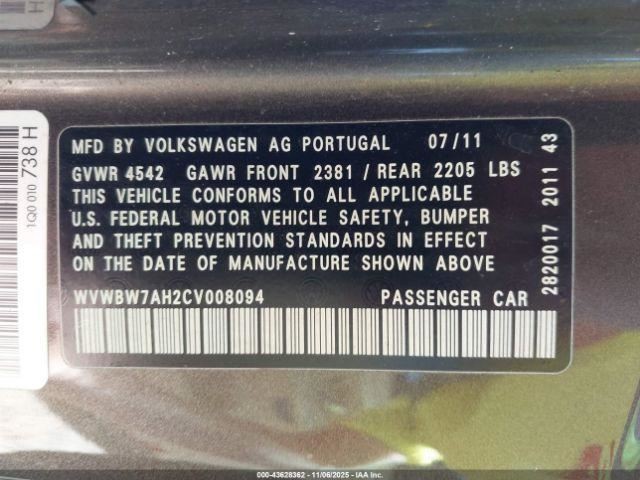 MFD BY VOLKSWAGEN AG PORTUGAL 07/11
GVWR 4542 GAWR FRONT 2381 / REAR 2205 LBS
THIS VEHICLE CONFORMS TO ALL APPLICABLE
U.S. FEDERAL MOTOR VEHICLE SAFETY, BUMPER
AND THEFT PREVENTION STANDARDS IN EFFECT
ON THE DATE OF MANUFACTURE SHOWN ABOVE
WVWBW7AH2CV008094 PASSENGER CAR
2820017 2011 43
1Q0 010 738 H
000-43628362 - 11/06/2025 - IAA Inc.